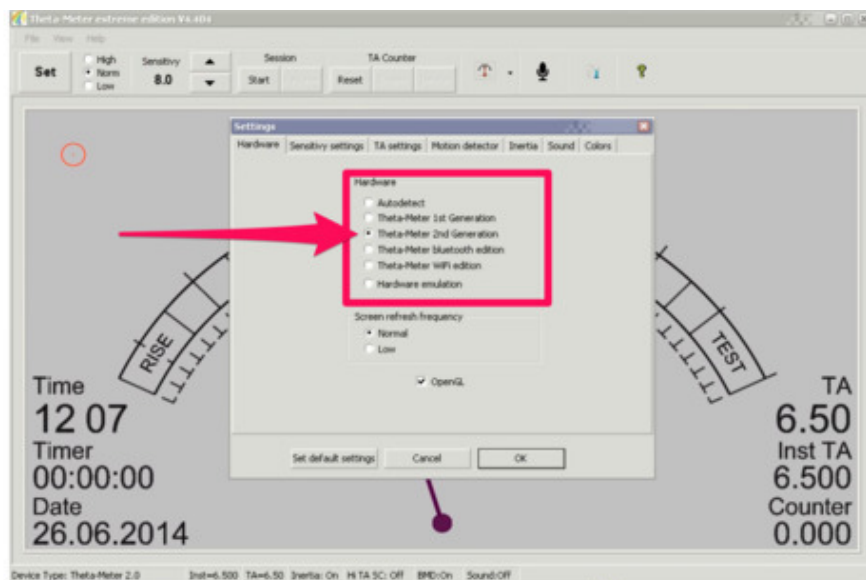 Theta-Meter extreme edition V4.404
File View Help
Set
High
Norm
Low
Sensitivy
8.0
Session
Start
TA Counter
Reset
Settings
Hardware Sensitivy settings TA settings Motion detector Inertia Sound Colors
Hardware
Autodetect
Theta-Meter 1st Generation
Theta-Meter 2nd Generation
Theta-Meter bluetooth edition
Theta-Meter WiFi edition
Hardware emulation
Screen refresh frequency
Normal
Low
OpenGL
Set default settings Cancel OK
RISE
TEST
Time
12 07
Timer
00:00:00
Date
26.06.2014
TA
6.50
Inst TA
6.500
Counter
0.000
Device Type: Theta-Meter 2.0 Inst=6.500 TA=6.50 Inertia: On Hi TA SC: Off BMD:On Sound:Off